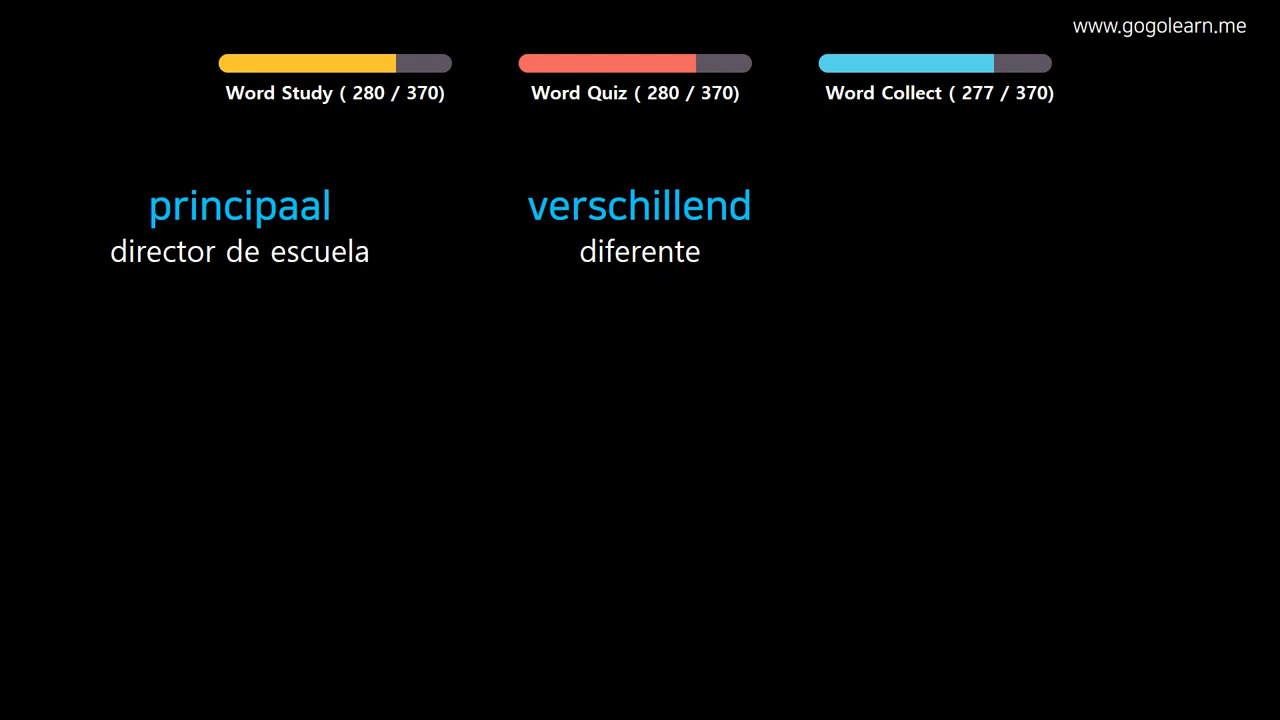 www.gogolearn.me
Word Study ( 280 / 370)
Word Quiz ( 280 / 370)
Word Collect ( 277 / 370)
principaal
director de escuela
verschillend
diferente